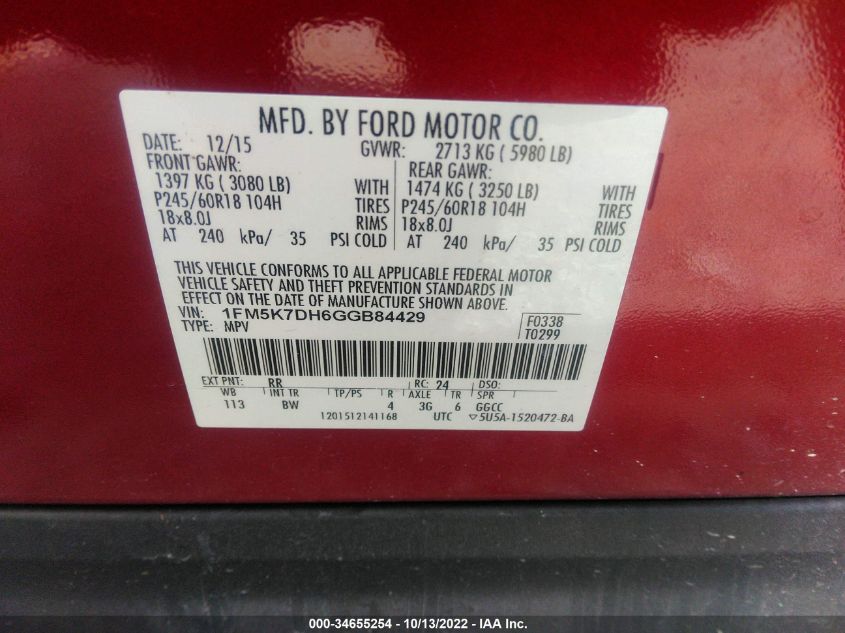 MFD. BY FORD MOTOR CO.
DATE: 12/15 GVWR: 2713 KG ( 5980 LB)
FRONT GAWR: REAR GAWR:
1397 KG ( 3080 LB) WITH 1474 KG ( 3250 LB) WITH
P245/60R18 104H TIRES P245/60R18 104H TIRES
18x8.0J RIMS 18x8.0J RIMS
AT 240 kPa/ 35 PSI COLD AT 240 kPa/ 35 PSI COLD
THIS VEHICLE CONFORMS TO ALL APPLICABLE FEDERAL MOTOR
VEHICLE SAFETY AND THEFT PREVENTION STANDARDS IN
EFFECT ON THE DATE OF MANUFACTURE SHOWN ABOVE.
VIN: 1FM5K7DH6GGB84429 F0338
TYPE: MPV T0299
EXT PNT: RR RC: 24 DSO:
WB INT TR TP/PS R AXLE TR SPR
113 BW 4 3G 6 GGCC
1201512141168 UTC ▽5U5A-1520472-BA
000-34655254 - 10/13/2022 - IAA Inc.